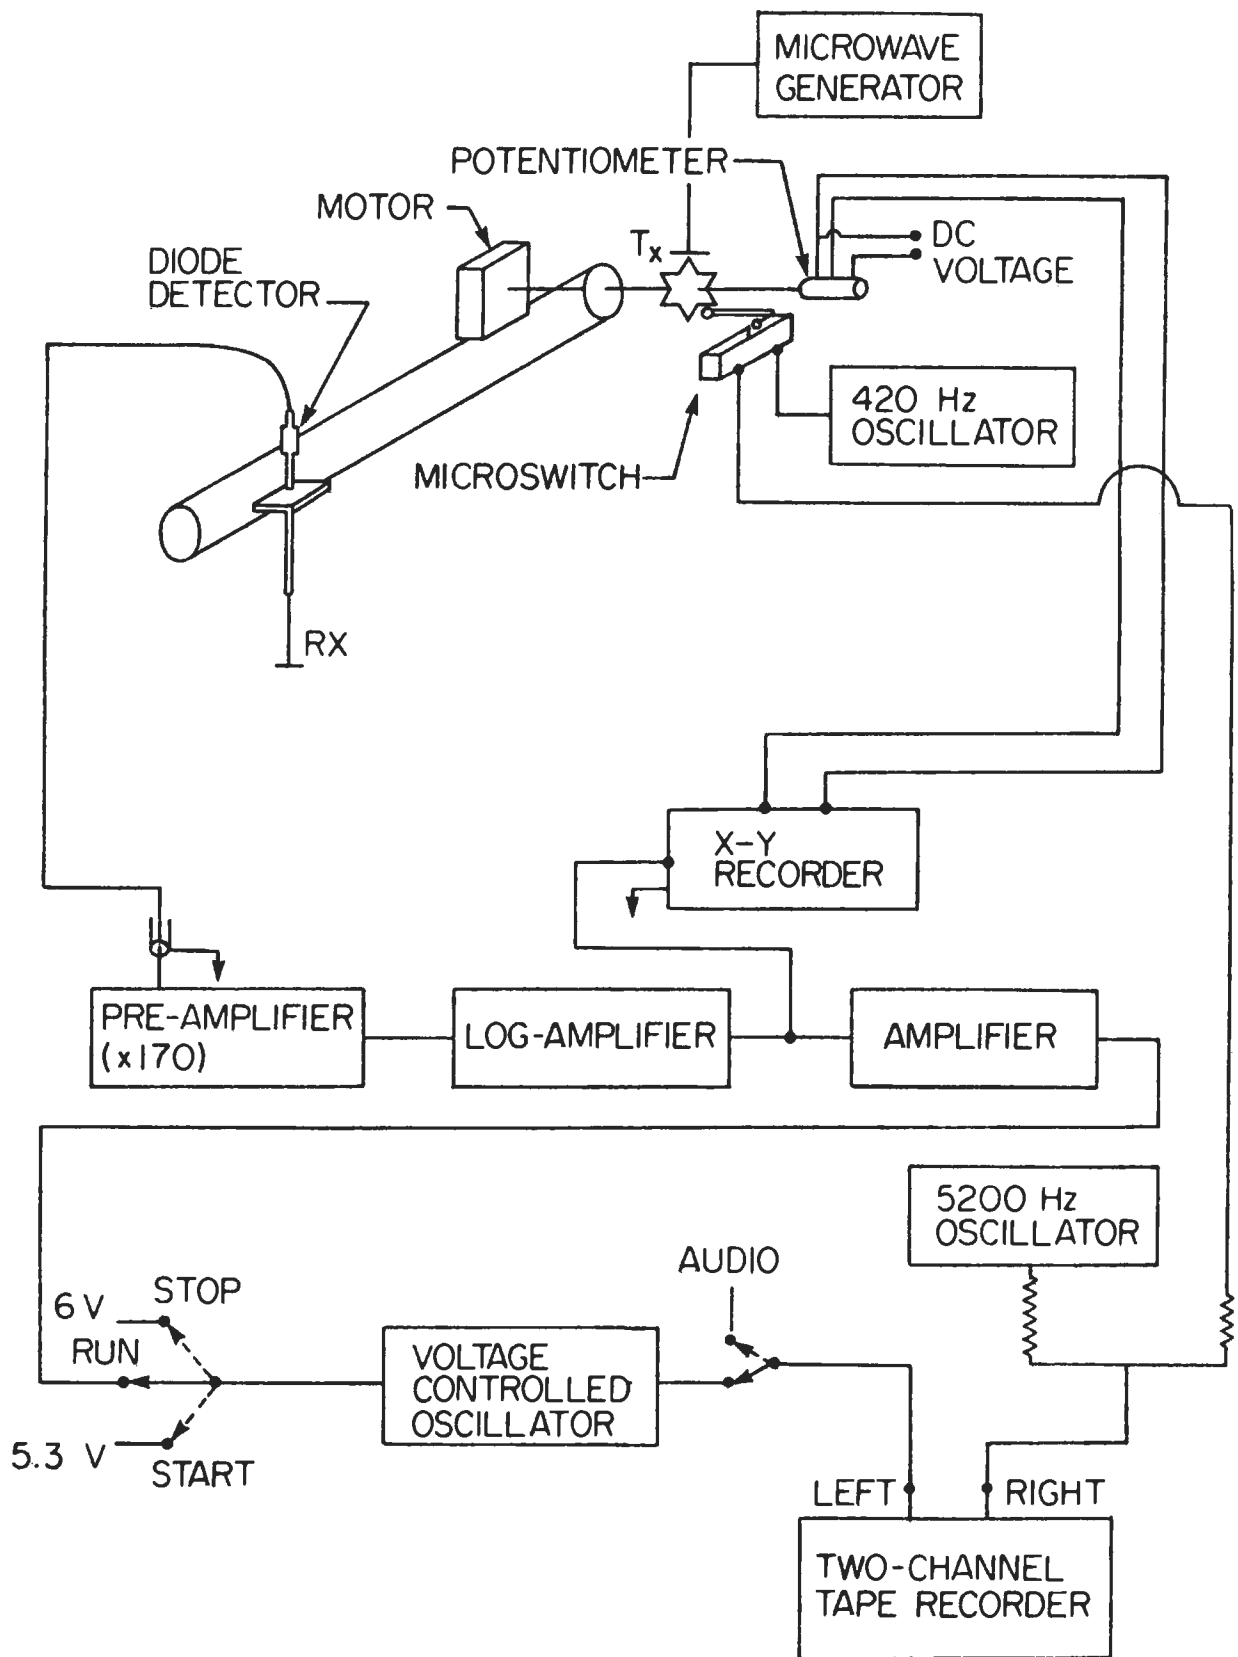 MICROWAVE
GENERATOR
POTENTIOMETER
MOTOR
Tx
DC
VOLTAGE
DIODE
DETECTOR
420 Hz
OSCILLATOR
MICROSWITCH
RX
X-Y
RECORDER
PRE-AMPLIFIER
(x170)
LOG-AMPLIFIER
AMPLIFIER
5200 Hz
OSCILLATOR
AUDIO
STOP
6 V
RUN
VOLTAGE
CONTROLLED
OSCILLATOR
5.3 V
START
LEFT
RIGHT
TWO-CHANNEL
TAPE RECORDER